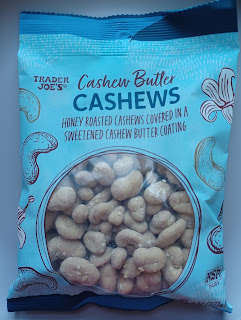 TRADER
JOE'S
Cashew Butter
CASHEWS
HONEY ROASTED CASHEWS COVERED IN A
SWEETENED CASHEW BUTTER COATING